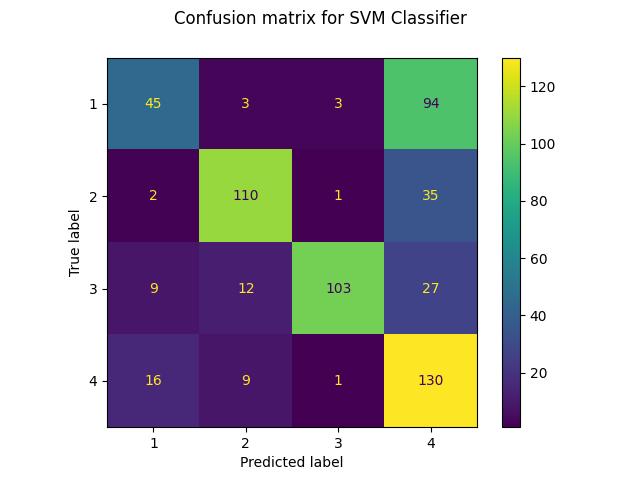 Confusion matrix for SVM Classifier
1 45 3 3 94
2 2 110 1 35
3 9 12 103 27
4 16 9 1 130
1 2 3 4
True label
Predicted label
120
100
80
60
40
20